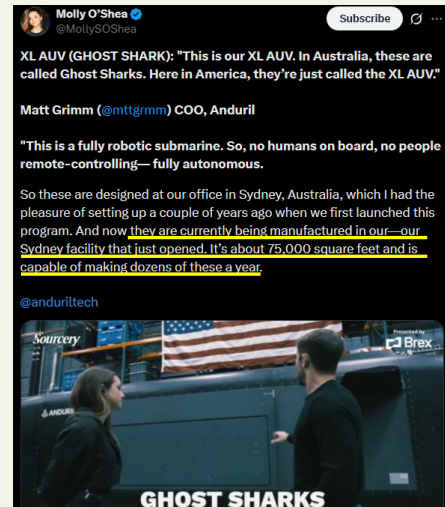 Molly O'Shea
@MollySOShea
Subscribe
XL AUV (GHOST SHARK): "This is our XL AUV. In Australia, these are
called Ghost Sharks. Here in America, they're just called the XL AUV."
Matt Grimm (@mttgrmm) COO, Anduril
"This is a fully robotic submarine. So, no humans on board, no people
remote-controlling— fully autonomous.
So these are designed at our office in Sydney, Australia, which I had the
pleasure of setting up a couple of years ago when we first launched this
program. And now they are currently being manufactured in our—our
Sydney facility that just opened. It's about 75,000 square feet and is
capable of making dozens of these a year.
@anduriltech
Sourcery
Presented by
Brex
ANDURIL
GHOST SHARKS